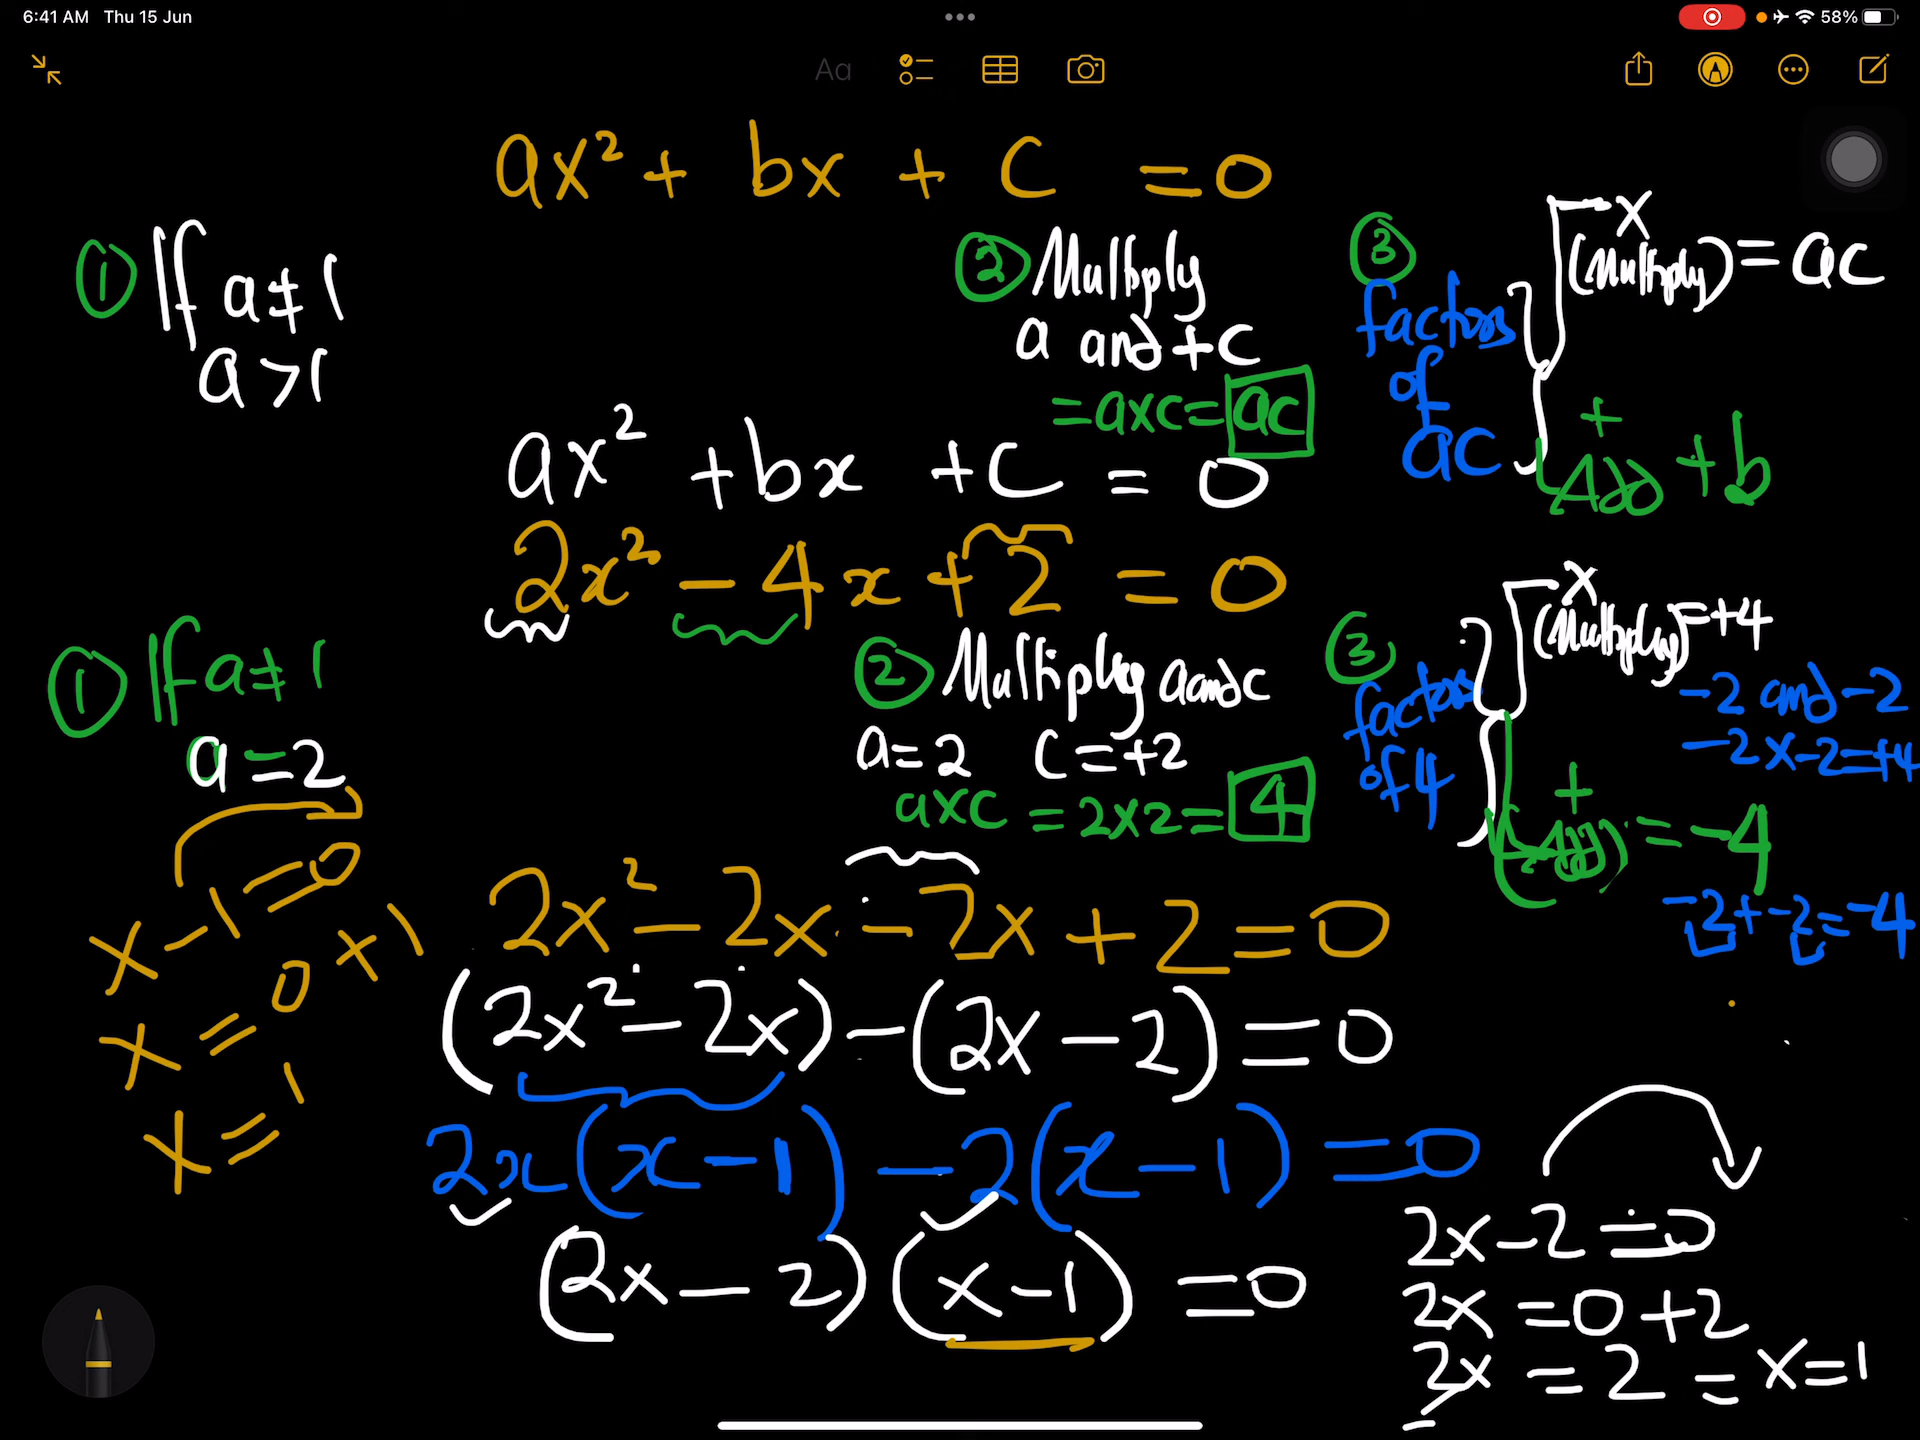 6:41 AM Thu 15 Jun
58%
Aa
ax² + bx + c = 0
① If a ≠ 1
a > 1
② Multiply
a and + c
= a x c = ac
③ factors of ac
x (Multiply) = ac
+ Add + b
ax² + bx + c = 0
2x² - 4x + 2 = 0
① If a ≠ 1
a = 2
② Multiply a and c
a = 2 c = +2
a x c = 2 x 2 = 4
③ factors of 4
x (Multiply) = +4
-2 and -2
-2 x -2 = +4
+ (Add) = -4
-2 + -2 = -4
x - 1 = 0
x = 0 + 1
x = 1
2x² - 2x - 2x + 2 = 0
(2x² - 2x) - (2x - 2) = 0
2x(x - 1) - 2(x - 1) = 0
(2x - 2)(x - 1) = 0
2x - 2 = 0
2x = 0 + 2
2x = 2 = x = 1